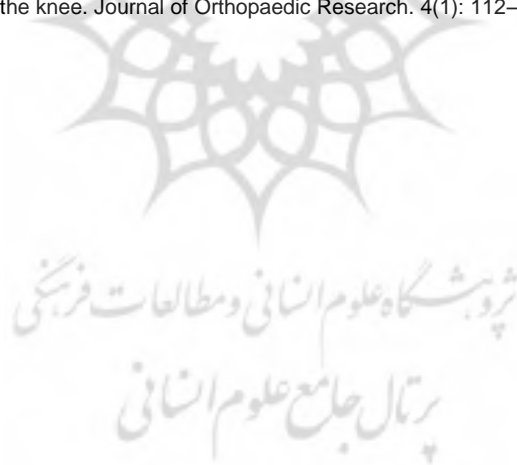 the knee. Journal of Orthopaedic Research. 4(1): 112–
پژوهشگاه علوم انسانی و مطالعات فرهنگی
پرتال جامع علوم انسانی